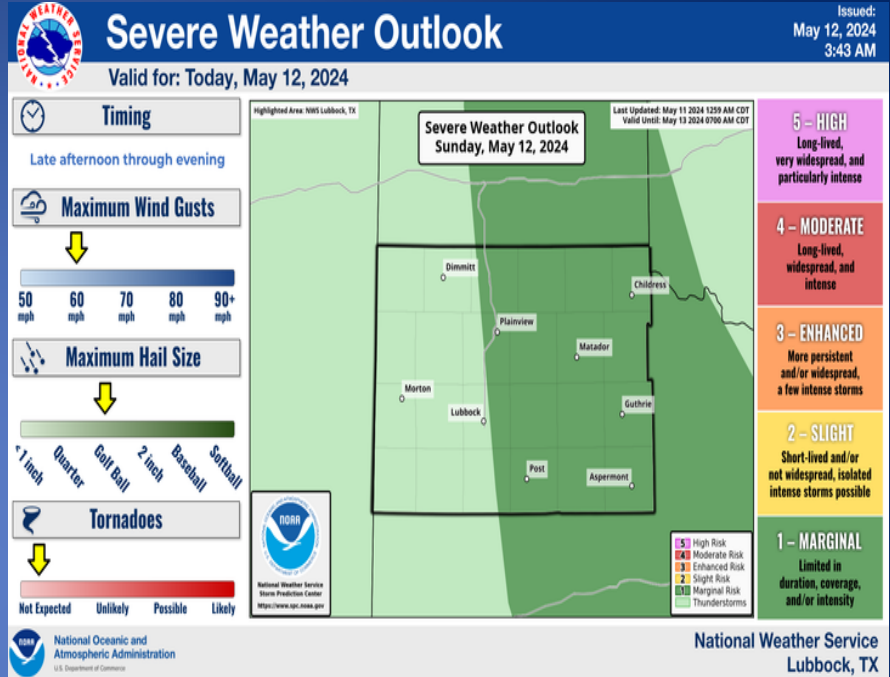 Severe Weather Outlook
Issued:
May 12, 2024
3:43 AM
NATIONAL WEATHER SERVICE
Valid for: Today, May 12, 2024
Timing
Late afternoon through evening
Maximum Wind Gusts
50 60 70 80 90+
mph mph mph mph mph
Maximum Hail Size
< 1 inch Quarter Golf Ball 2 inch Baseball Softball
Tornadoes
Not Expected Unlikely Possible Likely
Highlighted Area: NWS Lubbock, TX
Severe Weather Outlook
Sunday, May 12, 2024
Last Updated: May 11 2024 1259 AM CDT
Valid Until: May 13 2024 0700 AM CDT
Dimmitt
Childress
Plainview
Matador
Morton
Lubbock
Guthrie
Post
Aspermont
NOAA
National Weather Service
Storm Prediction Center
https://www.spc.noaa.gov
5 High Risk
4 Moderate Risk
3 Enhanced Risk
2 Slight Risk
1 Marginal Risk
Thunderstorms
5 – HIGH
Long-lived,
very widespread, and
particularly intense
4 – MODERATE
Long-lived,
widespread, and
intense
3 – ENHANCED
More persistent
and/or widespread,
a few intense storms
2 – SLIGHT
Short-lived and/or
not widespread, isolated
intense storms possible
1 – MARGINAL
Limited in
duration, coverage,
and/or intensity
NOAA
National Oceanic and
Atmospheric Administration
U.S. Department of Commerce
National Weather Service
Lubbock, TX